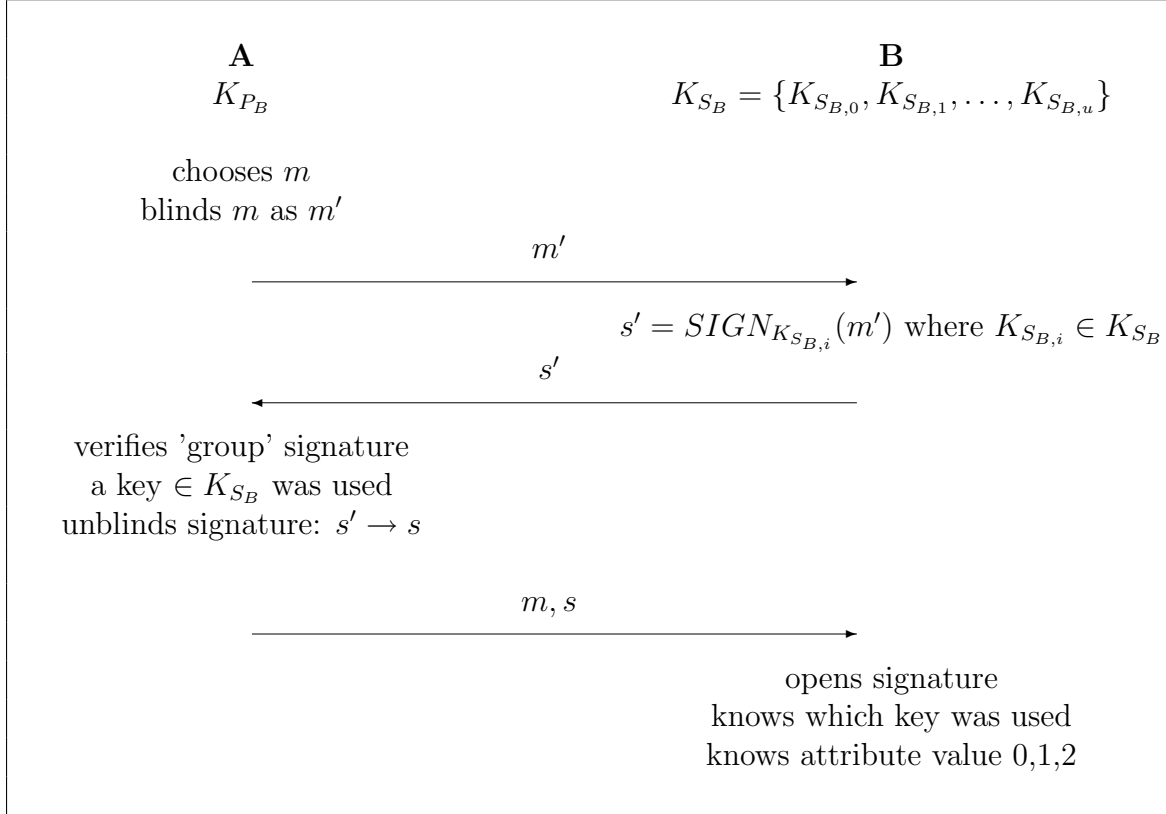 A B
K_{P_B} K_{S_B} = {K_{S_{B,0}}, K_{S_{B,1}}, . . . , K_{S_{B,u}}}
chooses m
blinds m as m′
m′
s′ = SIGN_{K_{S_{B,i}}}(m′) where K_{S_{B,i}} ∈ K_{S_B}
s′
verifies ’group’ signature
a key ∈ K_{S_B} was used
unblinds signature: s′ → s
m, s
opens signature
knows which key was used
knows attribute value 0,1,2